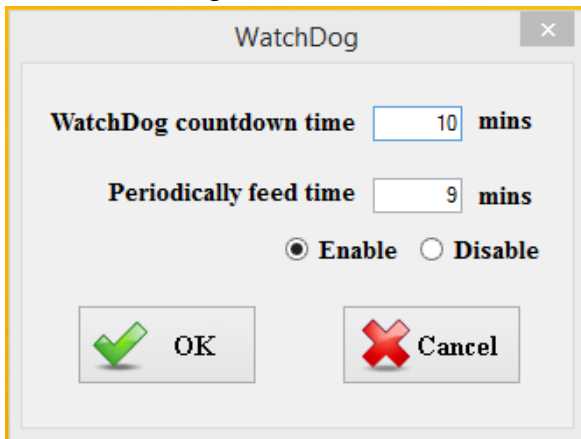 WatchDog
WatchDog countdown time 10 mins
Periodically feed time 9 mins
Enable Disable
OK Cancel